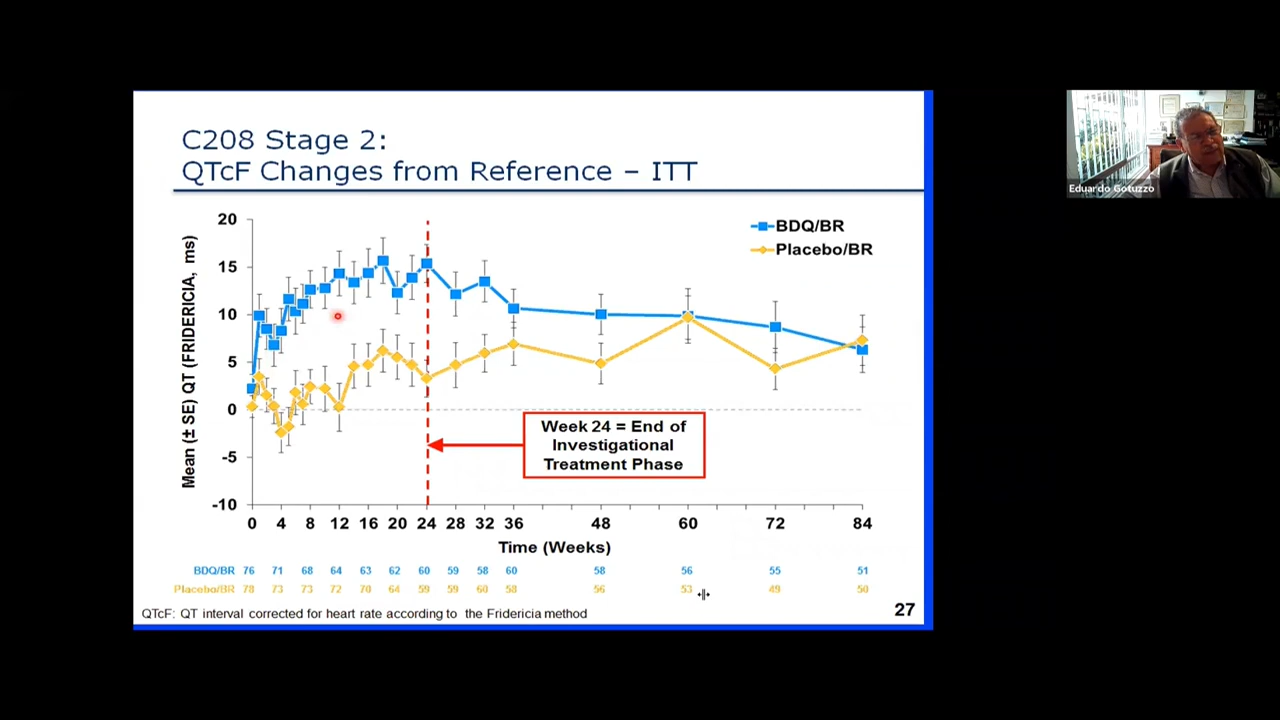 C208 Stage 2:
QTcF Changes from Reference – ITT
Eduardo Gotuzzo
BDQ/BR
Placebo/BR
Mean (± SE) QT (FRIDERICIA, ms)
20
15
10
5
0
-5
-10
Week 24 = End of
Investigational
Treatment Phase
0 4 8 12 16 20 24 28 32 36 48 60 72 84
Time (Weeks)
BDQ/BR 76 71 68 64 63 62 60 59 58 60 58 56 55 51
Placebo/BR 78 73 73 72 70 64 59 59 60 58 56 53 49 50
QTcF: QT interval corrected for heart rate according to the Fridericia method
27